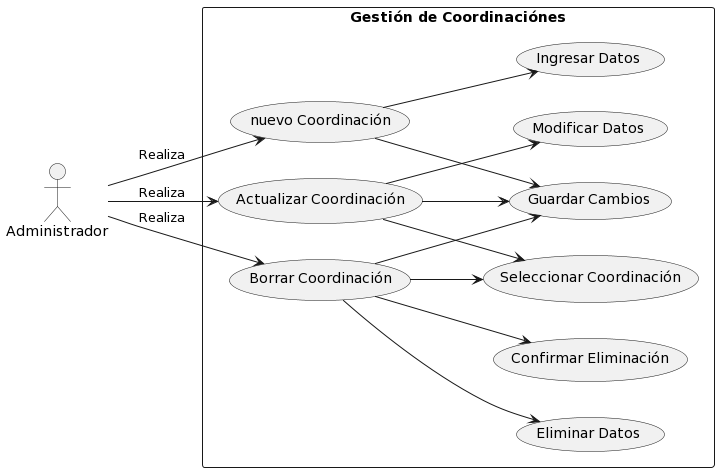 Gestión de Coordinaciónes
Ingresar Datos
nuevo Coordinación
Modificar Datos
Realiza
Realiza
Actualizar Coordinación
Guardar Cambios
Realiza
Administrador
Borrar Coordinación
Seleccionar Coordinación
Confirmar Eliminación
Eliminar Datos